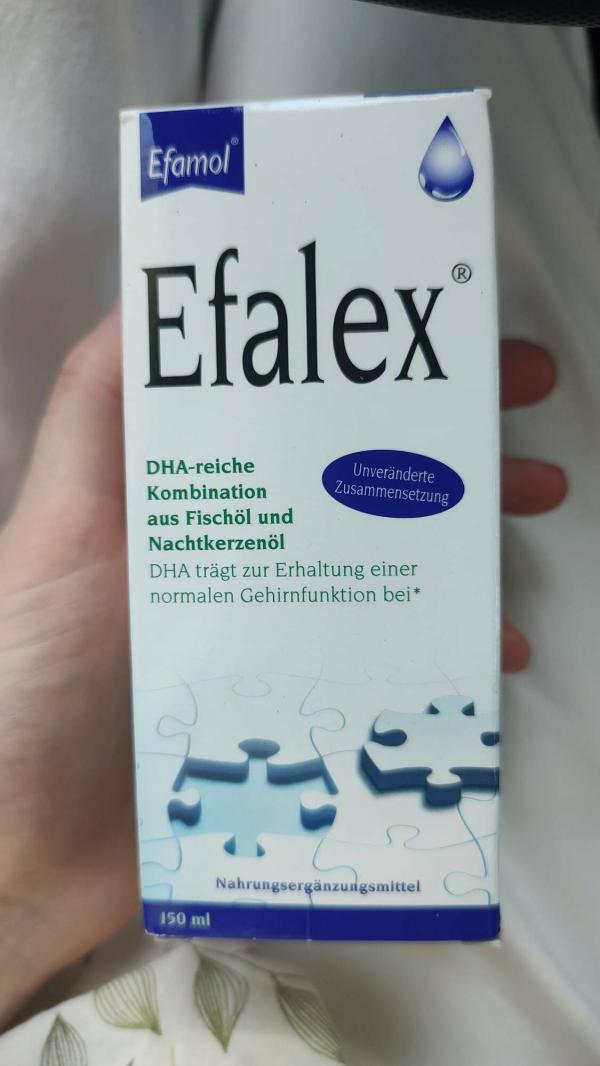 Efamol®
Efalex®
DHA-reiche
Kombination
aus Fischöl und
Nachtkerzenöl
Unveränderte
Zusammensetzung
DHA trägt zur Erhaltung einer
normalen Gehirnfunktion bei*
Nahrungsergänzungsmittel
150 ml